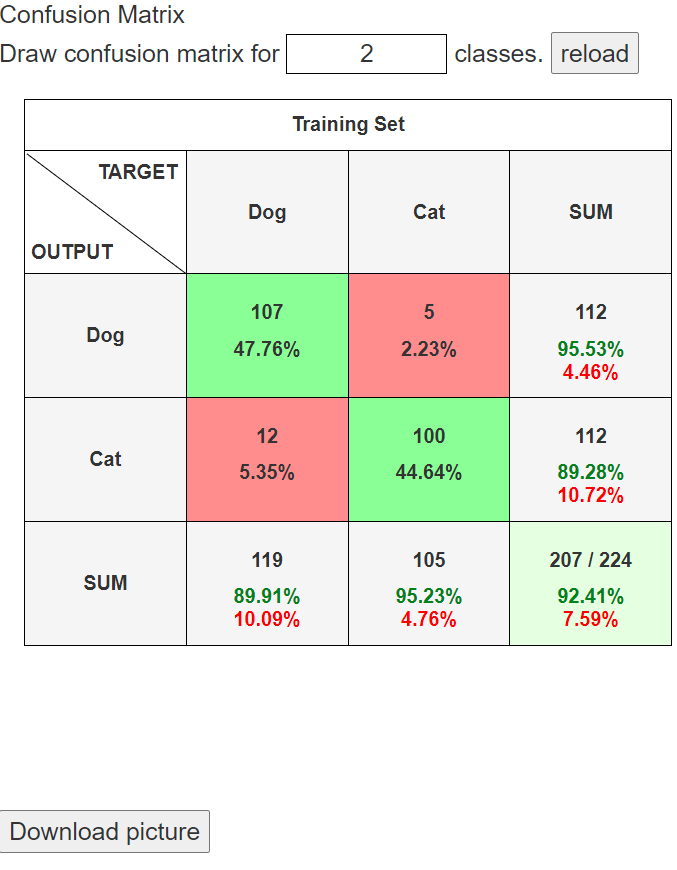 Confusion Matrix
Draw confusion matrix for 2 classes. reload
Training Set
TARGET
OUTPUT
Dog Cat SUM
Dog
107
47.76%
5
2.23%
112
95.53%
4.46%
Cat
12
5.35%
100
44.64%
112
89.28%
10.72%
SUM
119
89.91%
10.09%
105
95.23%
4.76%
207 / 224
92.41%
7.59%
Download picture